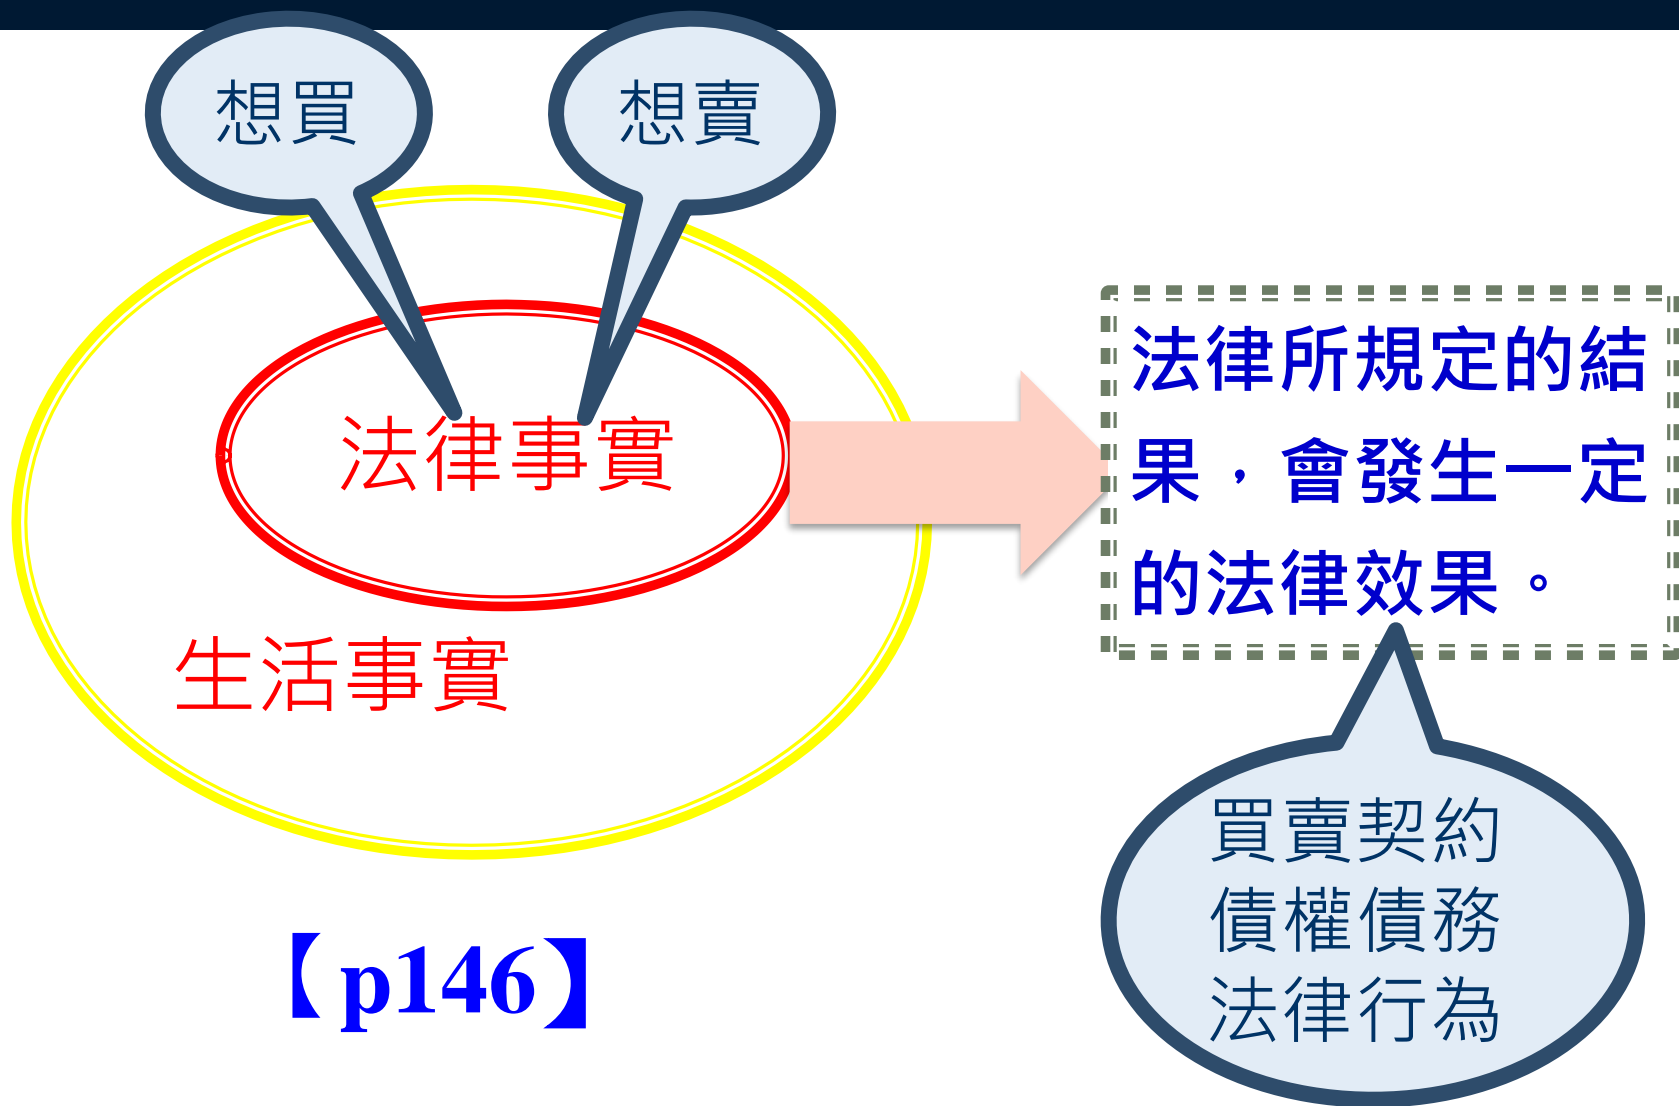 想買
想賣
法律事實
生活事實
法律所規定的結
果，會發生一定
的法律效果。
買賣契約
債權債務
法律行為
【p146】